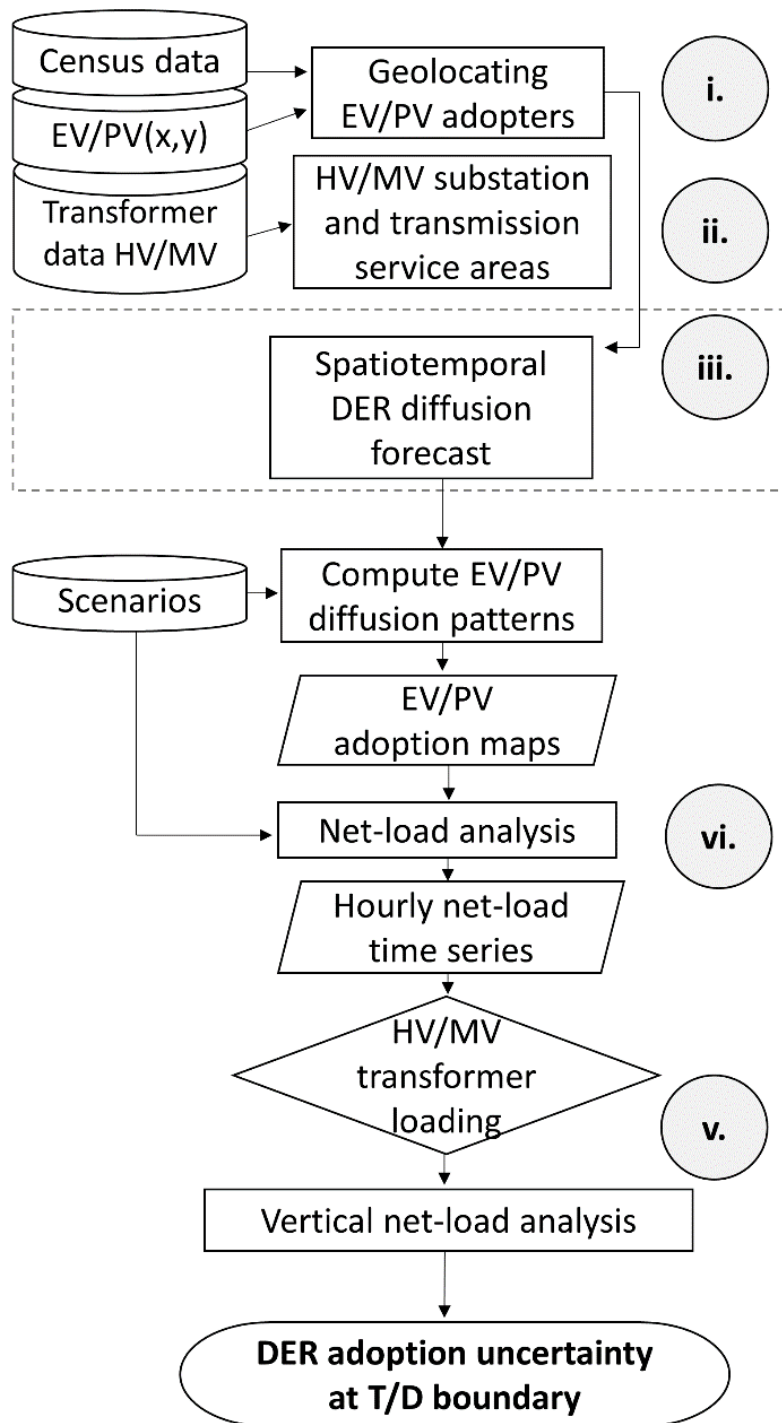 Census data
Geolocating
EV/PV adopters
i.
EV/PV(x,y)
Transformer
data HV/MV
HV/MV substation
and transmission
service areas
ii.
Spatiotemporal
DER diffusion
forecast
iii.
Scenarios
Compute EV/PV
diffusion patterns
EV/PV
adoption maps
Net-load analysis
vi.
Hourly net-load
time series
HV/MV
transformer
loading
v.
Vertical net-load analysis
DER adoption uncertainty
at T/D boundary